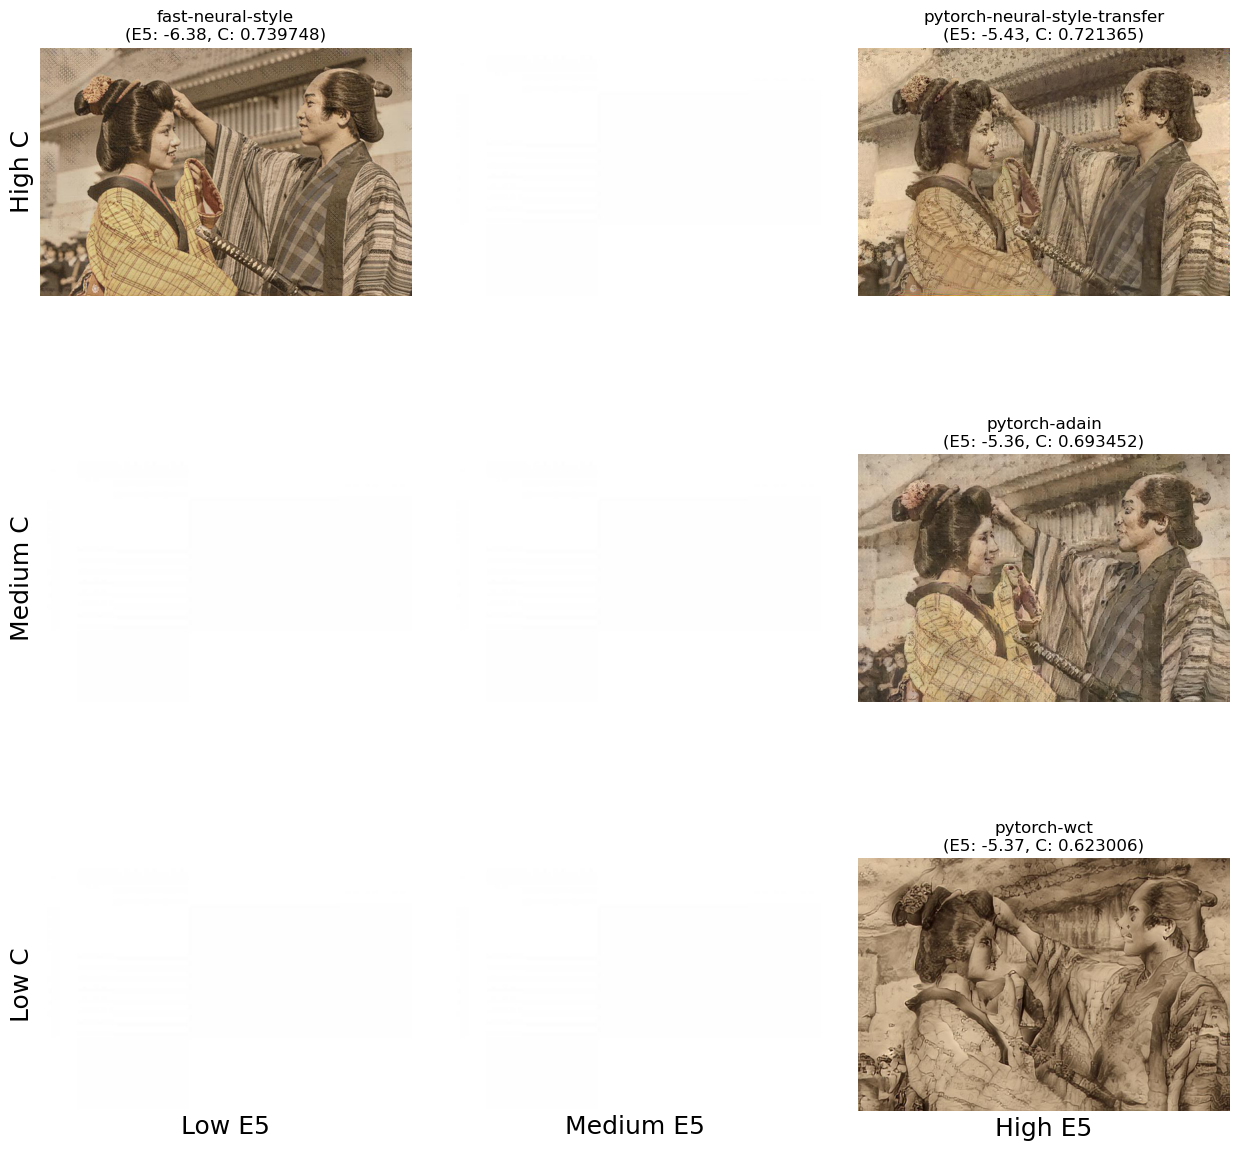 fast-neural-style
(E5: -6.38, C: 0.739748)
pytorch-neural-style-transfer
(E5: -5.43, C: 0.721365)
High C
pytorch-adain
(E5: -5.36, C: 0.693452)
Medium C
pytorch-wct
(E5: -5.37, C: 0.623006)
Low C
Low E5
Medium E5
High E5